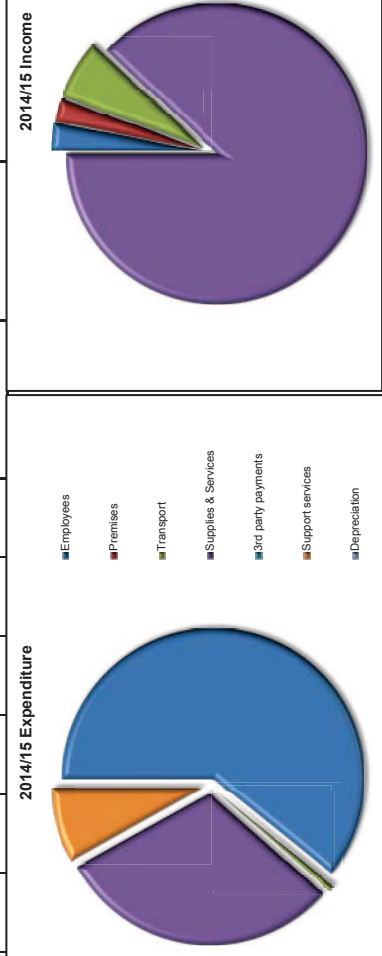 2014/15 Expenditure
Employees
Premises
Transport
Supplies & Services
3rd party payments
Support services
Depreciation
2014/15 Income